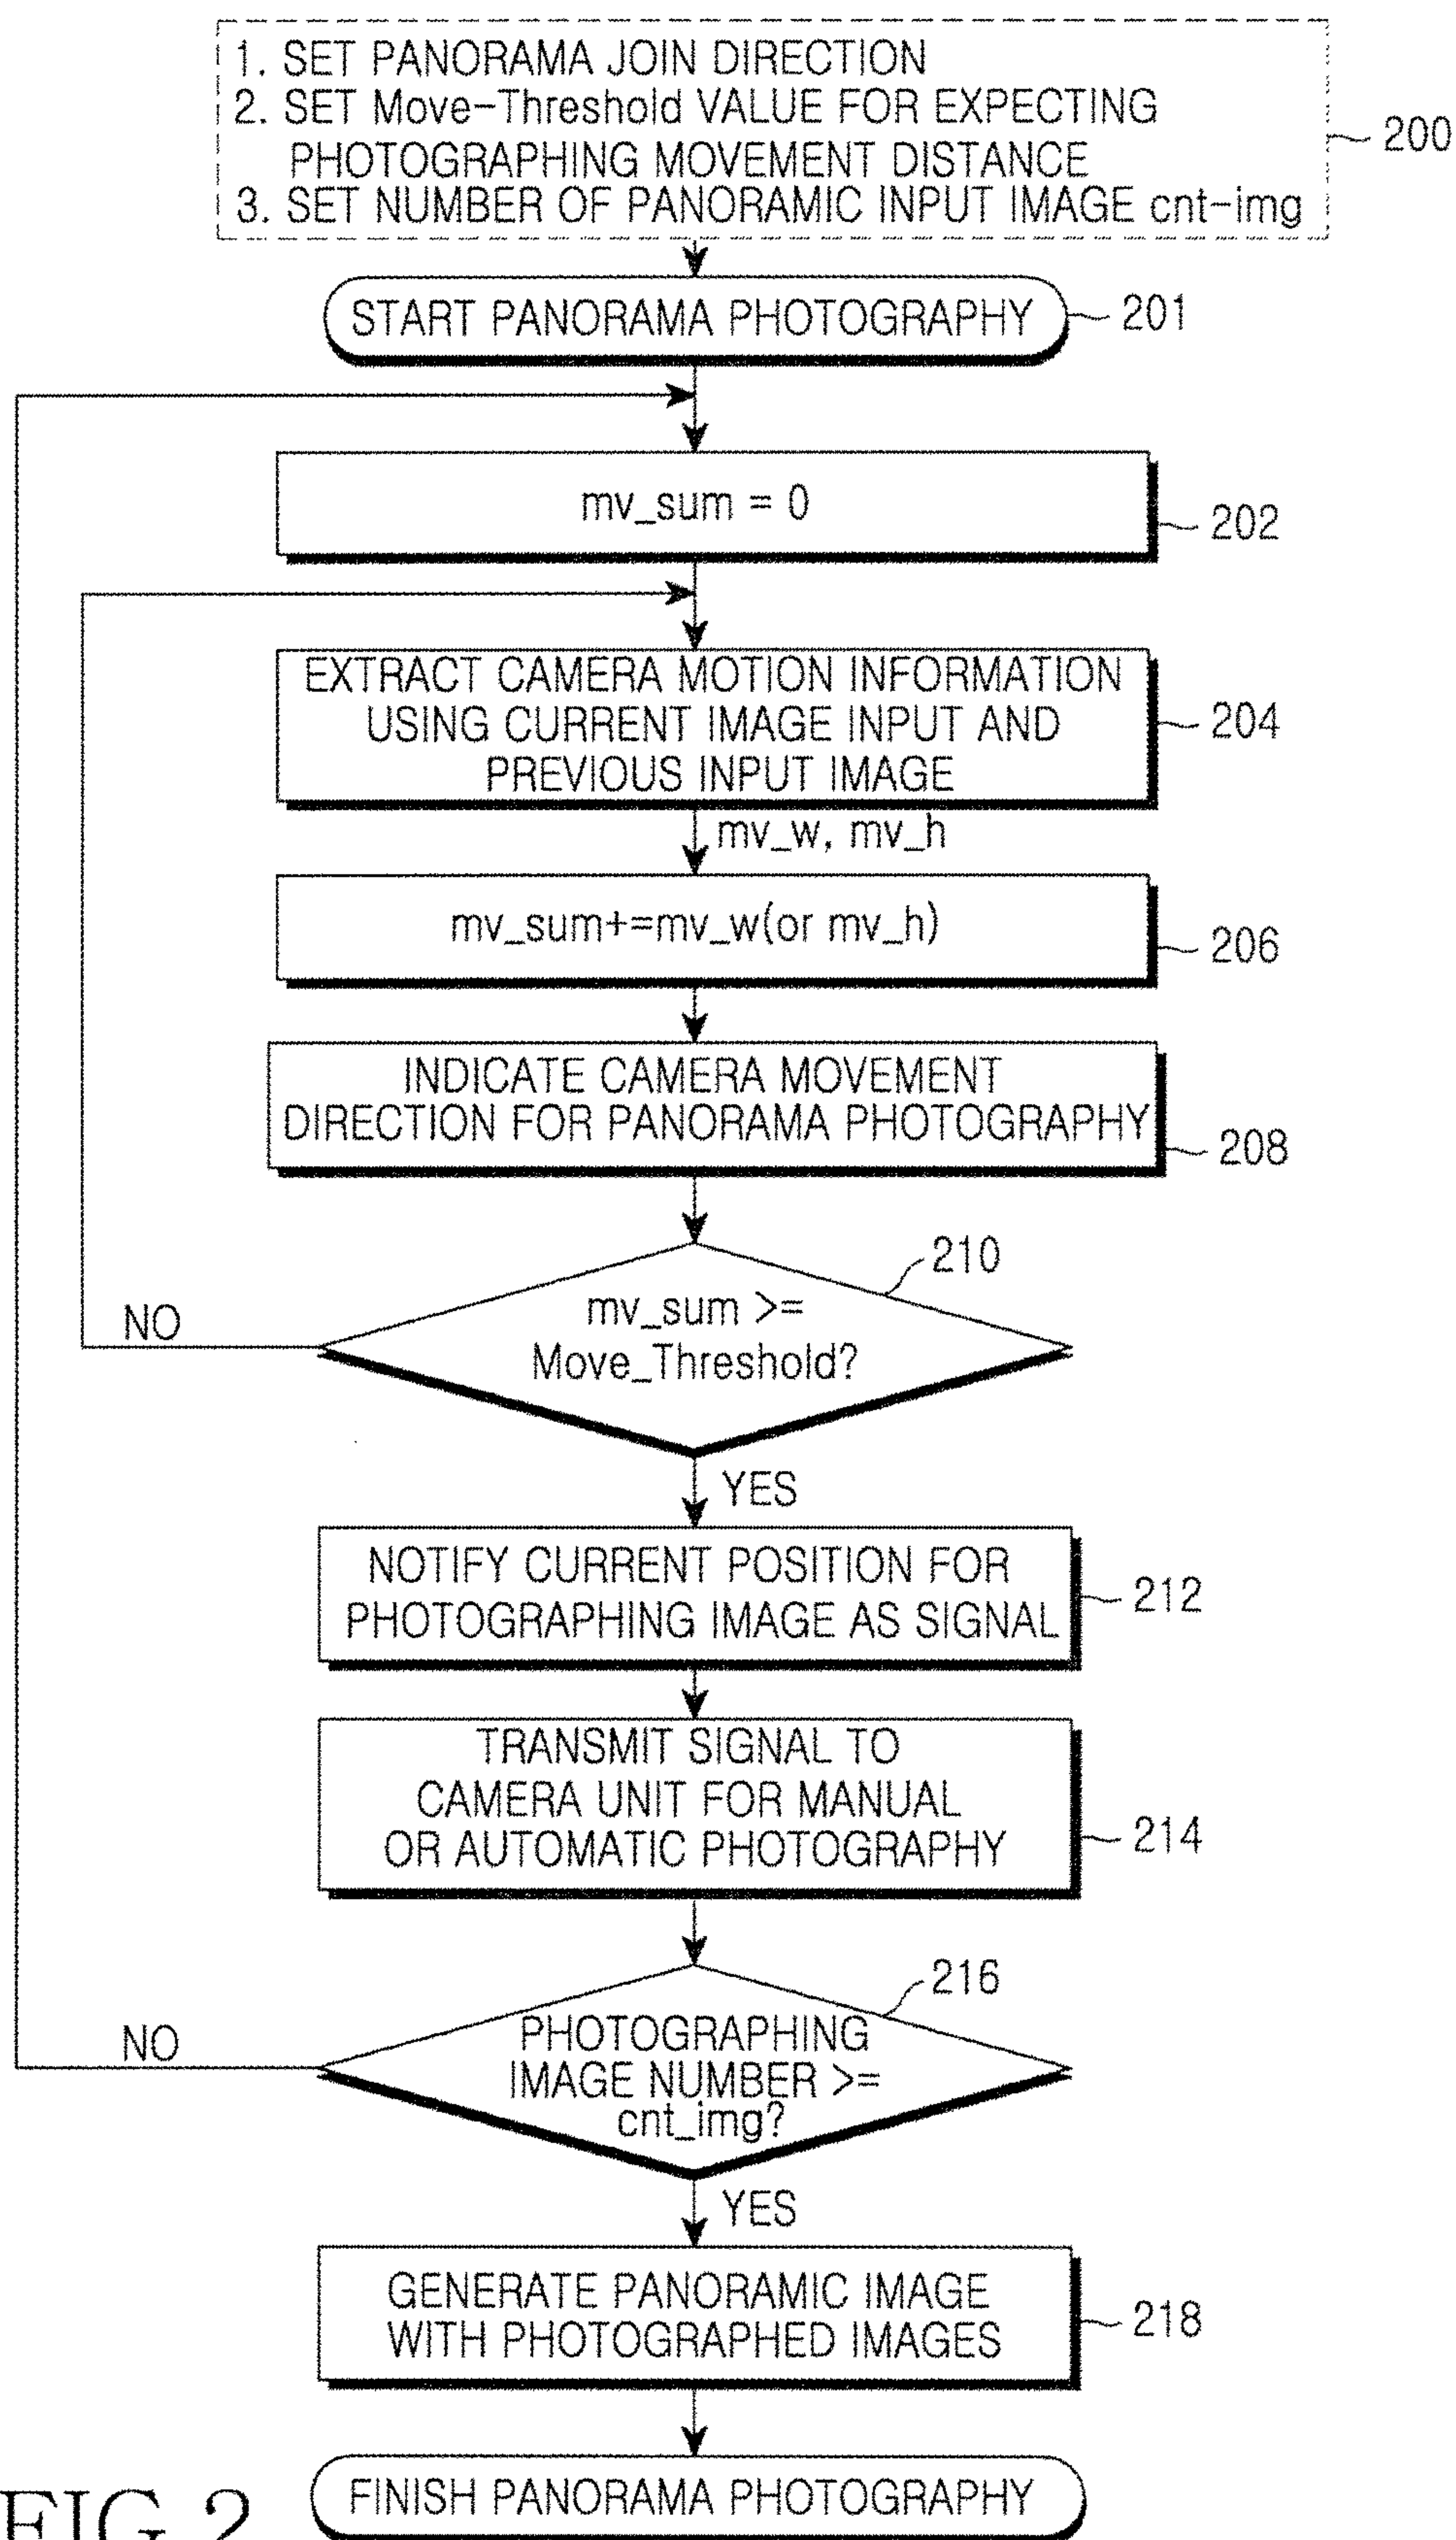 1. SET PANORAMA JOIN DIRECTION
2. SET Move-Threshold VALUE FOR EXPECTING
PHOTOGRAPHING MOVEMENT DISTANCE
3. SET NUMBER OF PANORAMIC INPUT IMAGE cnt-img
200
START PANORAMA PHOTOGRAPHY
201
mv_sum = 0
202
EXTRACT CAMERA MOTION INFORMATION
USING CURRENT IMAGE INPUT AND
PREVIOUS INPUT IMAGE
204
mv_w, mv_h
mv_sum+=mv_w(or mv_h)
206
INDICATE CAMERA MOVEMENT
DIRECTION FOR PANORAMA PHOTOGRAPHY
208
210
mv_sum >=
Move_Threshold?
NO
YES
NOTIFY CURRENT POSITION FOR
PHOTOGRAPHING IMAGE AS SIGNAL
212
TRANSMIT SIGNAL TO
CAMERA UNIT FOR MANUAL
OR AUTOMATIC PHOTOGRAPHY
214
216
PHOTOGRAPHING
IMAGE NUMBER >=
cnt_img?
NO
YES
GENERATE PANORAMIC IMAGE
WITH PHOTOGRAPHED IMAGES
218
FINISH PANORAMA PHOTOGRAPHY
FIG.2